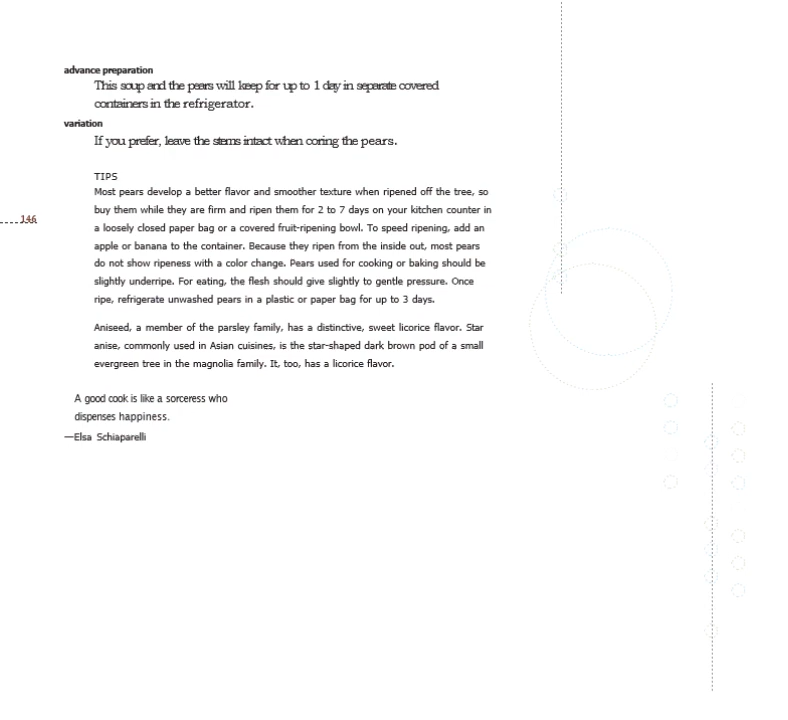 advance preparation
This soup and the pears will keep for up to 1 day in separate covered
containers in the refrigerator.
variation
If you prefer, leave the stems intact when coring the pears.
TIPS
Most pears develop a better flavor and smoother texture when ripened off the tree, so
buy them while they are firm and ripen them for 2 to 7 days on your kitchen counter in
146
a loosely closed paper bag or a covered fruit-ripening bowl. To speed ripening, add an
apple or banana to the container. Because they ripen from the inside out, most pears
do not show ripeness with a color change. Pears used for cooking or baking should be
slightly underripe. For eating, the flesh should give slightly to gentle pressure. Once
ripe, refrigerate unwashed pears in a plastic or paper bag for up to 3 days.
Aniseed, a member of the parsley family, has a distinctive, sweet licorice flavor. Star
anise, commonly used in Asian cuisines, is the star-shaped dark brown pod of a small
evergreen tree in the magnolia family. It, too, has a licorice flavor.
A good cook is like a sorceress who
dispenses happiness.
—Elsa Schiaparelli